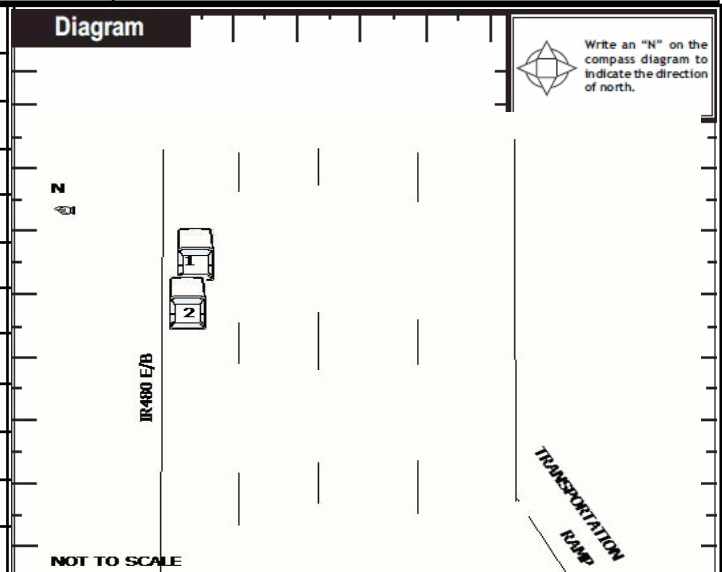 Diagram
Write an “N” on the
compass diagram to
indicate the direction
of north.
N
1
2
IR480 E/B
TRANSPORTATION
RAMP
NOT TO SCALE